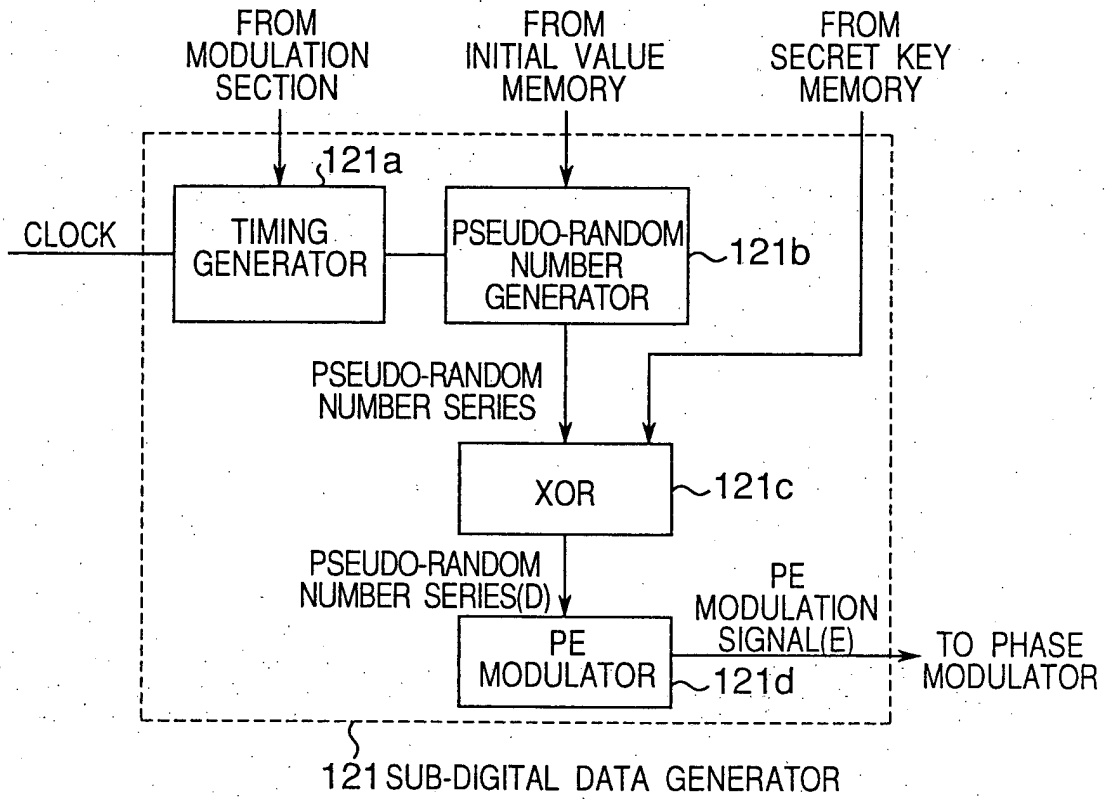 FROM
MODULATION
SECTION
FROM
INITIAL VALUE
MEMORY
FROM
SECRET KEY
MEMORY
121a
CLOCK
TIMING
GENERATOR
PSEUDO-RANDOM
NUMBER
GENERATOR
121b
PSEUDO-RANDOM
NUMBER SERIES
XOR
121c
PSEUDO-RANDOM
NUMBER SERIES(D)
PE
MODULATION
SIGNAL(E)
PE
MODULATOR
121d
TO PHASE
MODULATOR
121 SUB-DIGITAL DATA GENERATOR